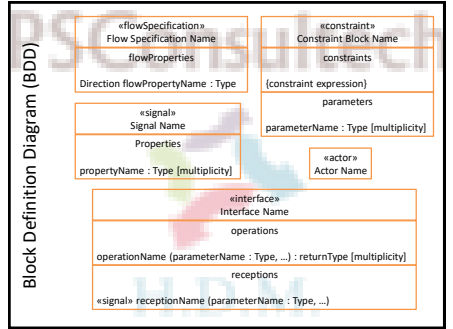 PSConsultech
Block Definition Diagram (BDD)
«flowSpecification»
Flow Specification Name
flowProperties
Direction flowPropertyName : Type
«constraint»
Constraint Block Name
constraints
{constraint expression}
parameters
parameterName : Type [multiplicity]
«signal»
Signal Name
Properties
propertyName : Type [multiplicity]
«actor»
Actor Name
«interface»
Interface Name
operations
operationName (parameterName : Type, ...) : returnType [multiplicity]
receptions
«signal» receptionName (parameterName : Type, ...)
H.D.M.